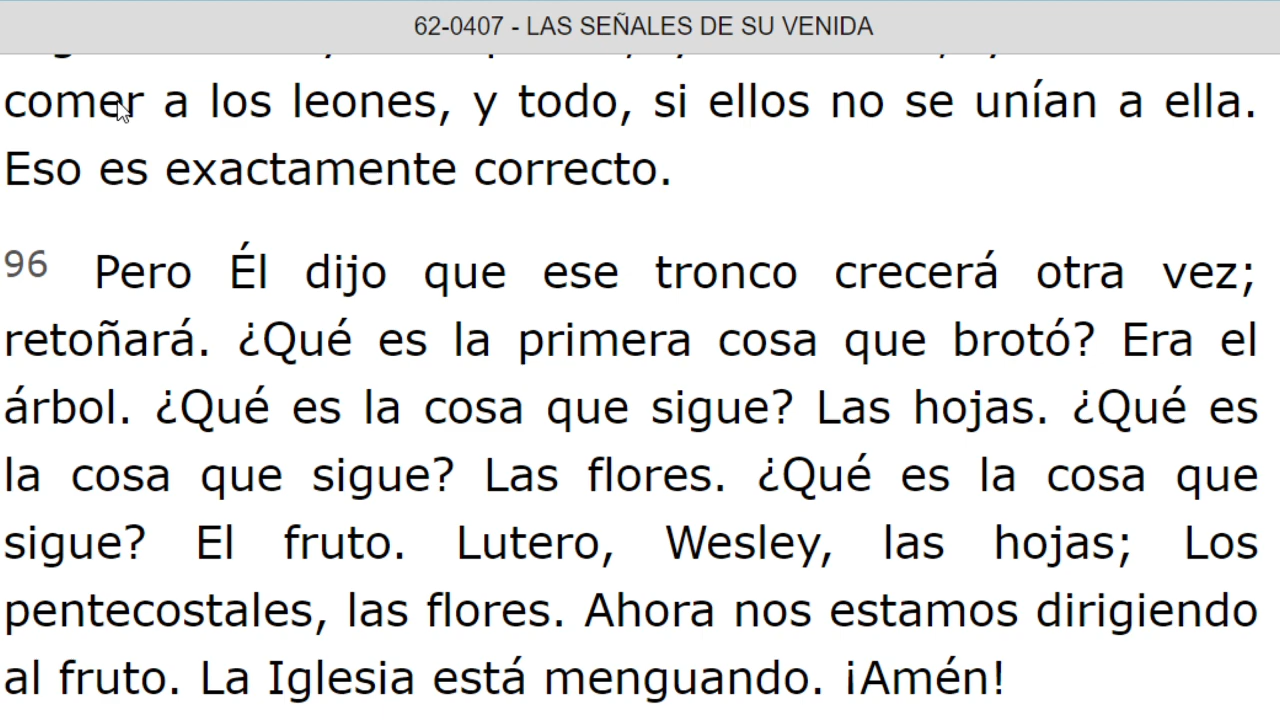 62-0407 - LAS SEÑALES DE SU VENIDA
comer a los leones, y todo, si ellos no se unían a ella.
Eso es exactamente correcto.
96 Pero Él dijo que ese tronco crecerá otra vez;
retoñará. ¿Qué es la primera cosa que brotó? Era el
árbol. ¿Qué es la cosa que sigue? Las hojas. ¿Qué es
la cosa que sigue? Las flores. ¿Qué es la cosa que
sigue? El fruto. Lutero, Wesley, las hojas; Los
pentecostales, las flores. Ahora nos estamos dirigiendo
al fruto. La Iglesia está menguando. ¡Amén!